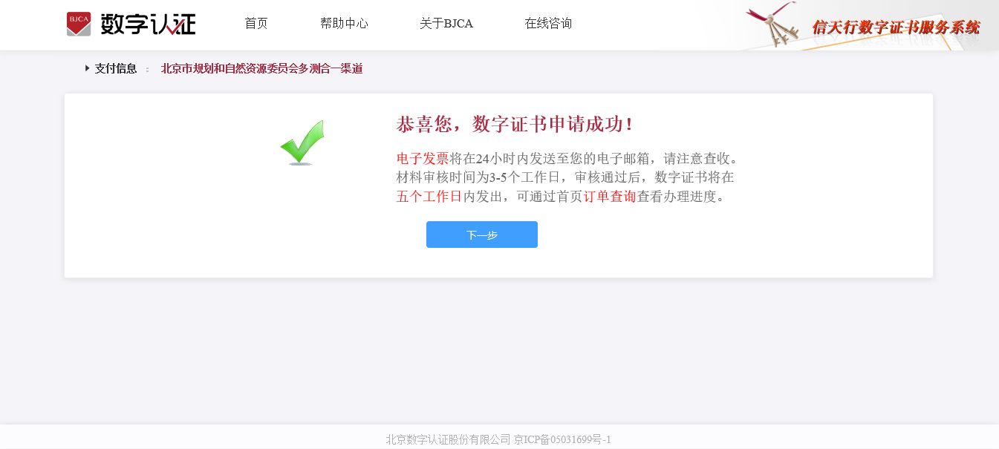 BJCA 数字认证
首页 帮助中心 关于BJCA 在线咨询
信天行数字证书服务系统
支付信息 : 北京市规划和自然资源委员会多测合一渠道
恭喜您，数字证书申请成功！
电子发票将在24小时内发送至您的电子邮箱，请注意查收。
材料审核时间为3-5个工作日，审核通过后，数字证书将在
五个工作日内发出，可通过首页订单查询查看办理进度。
下一步
北京数字认证股份有限公司 京ICP备05031699号-1